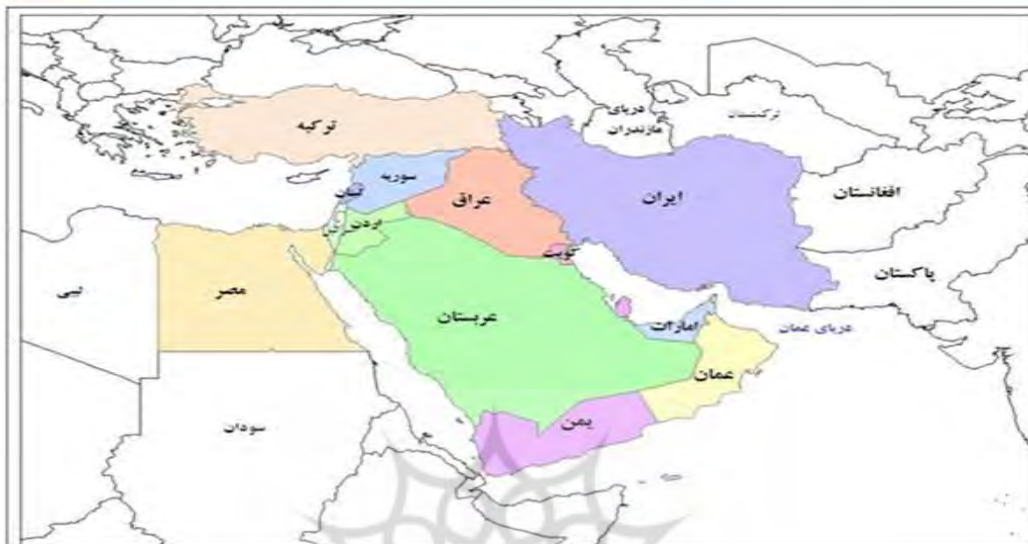 دریای
مازندران
ترکمنستان
ترکیه
سوریه
لبنان
عراق
ایران
افغانستان
اردن
کویت
پاکستان
مصر
لیبی
عربستان
امارات
دریای عمان
عمان
یمن
سودان